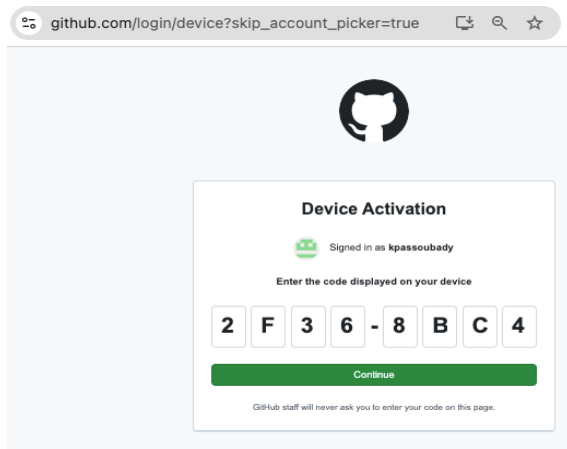 github.com/login/device?skip_account_picker=true
Device Activation
Signed in as kpassoubady
Enter the code displayed on your device
2 F 3 6 - 8 B C 4
Continue
GitHub staff will never ask you to enter your code on this page.